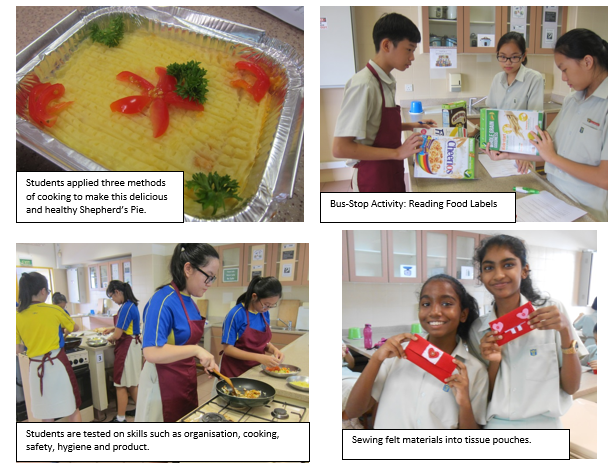 Students applied three methods
of cooking to make this delicious
and healthy Shepherd's Pie.
Cheerios
Bus-Stop Activity: Reading Food Labels
Students are tested on skills such as organisation, cooking,
safety, hygiene and product.
Sewing felt materials into tissue pouches.